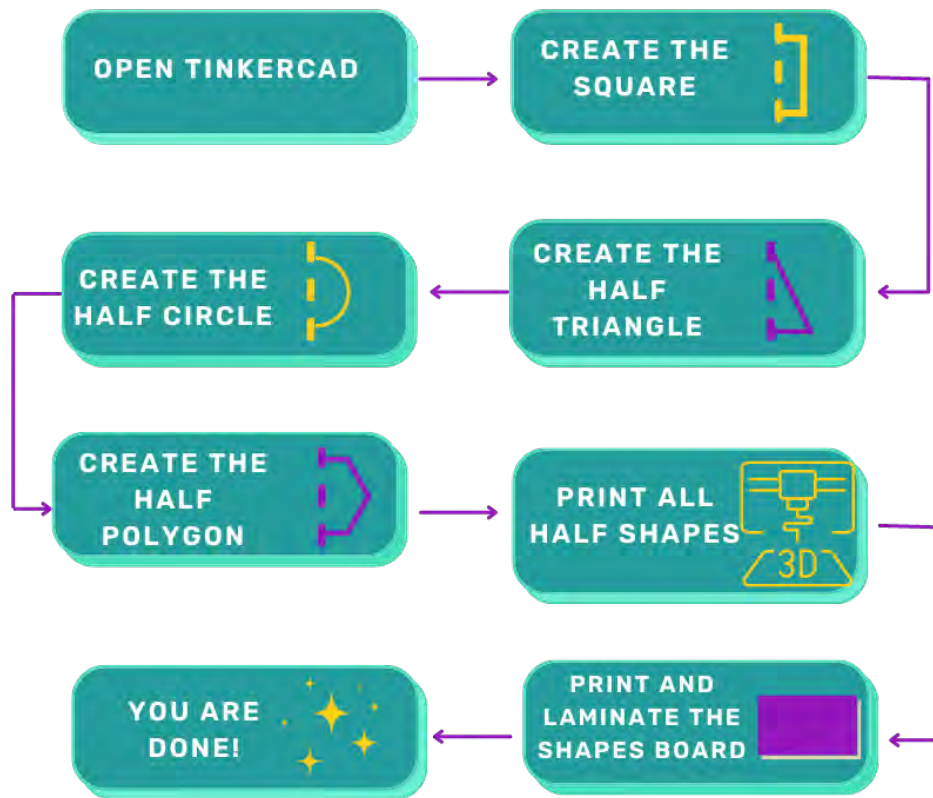 OPEN TINKERCAD
CREATE THE
SQUARE
CREATE THE
HALF
TRIANGLE
CREATE THE
HALF CIRCLE
CREATE THE
HALF
POLYGON
PRINT ALL
HALF SHAPES
3D
PRINT AND
LAMINATE THE
SHAPES BOARD
YOU ARE
DONE!